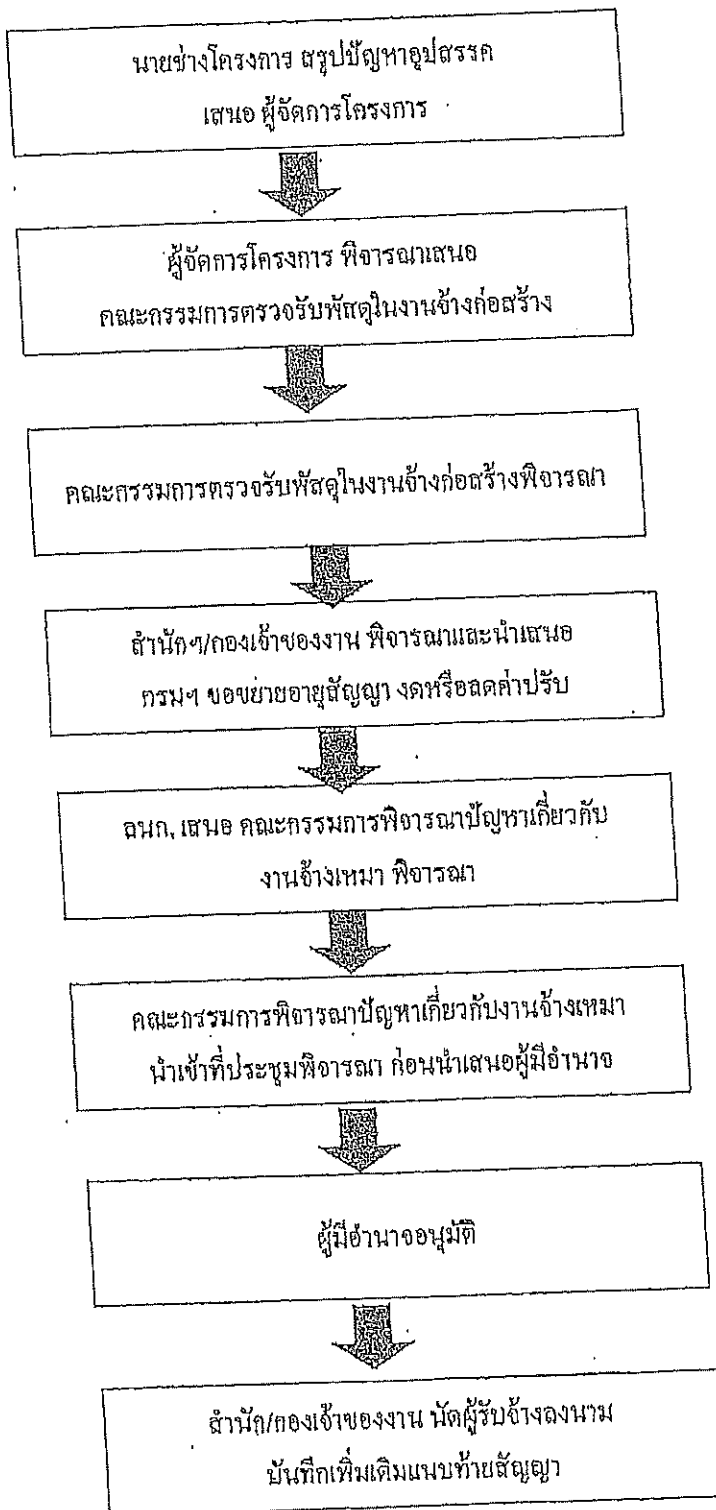 นายช่างโครงการ สรุปปัญหาอุปสรรค
เสนอ ผู้จัดการโครงการ
ผู้จัดการโครงการ พิจารณาเสนอ
คณะกรรมการตรวจรับพัสดุในงานจ้างก่อสร้าง
คณะกรรมการตรวจรับพัสดุในงานจ้างก่อสร้างพิจารณา
สำนักฯ/กองเจ้าของงาน พิจารณาและนำเสนอ
กรมฯ ขอขยายอายุสัญญา งดหรือลดค่าปรับ
ลนก. เสนอ คณะกรรมการพิจารณาปัญหาเกี่ยวกับ
งานจ้างเหมา พิจารณา
คณะกรรมการพิจารณาปัญหาเกี่ยวกับงานจ้างเหมา
นำเข้าที่ประชุมพิจารณา ก่อนนำเสนอผู้มีอำนาจ
ผู้มีอำนาจอนุมัติ
สำนัก/กองเจ้าของงาน นัดผู้รับจ้างลงนาม
บันทึกเพิ่มเติมแนบท้ายสัญญา